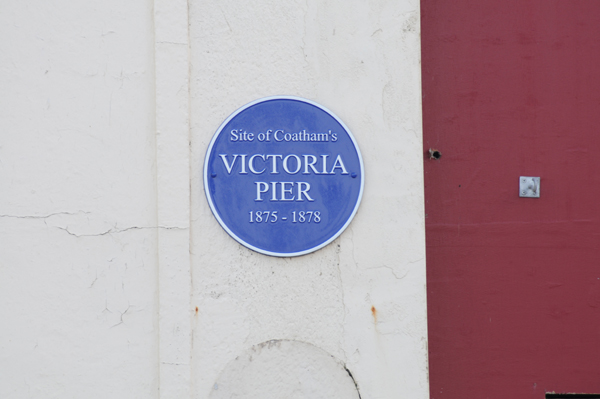 Site of Coatham's
VICTORIA
PIER
1875 - 1878